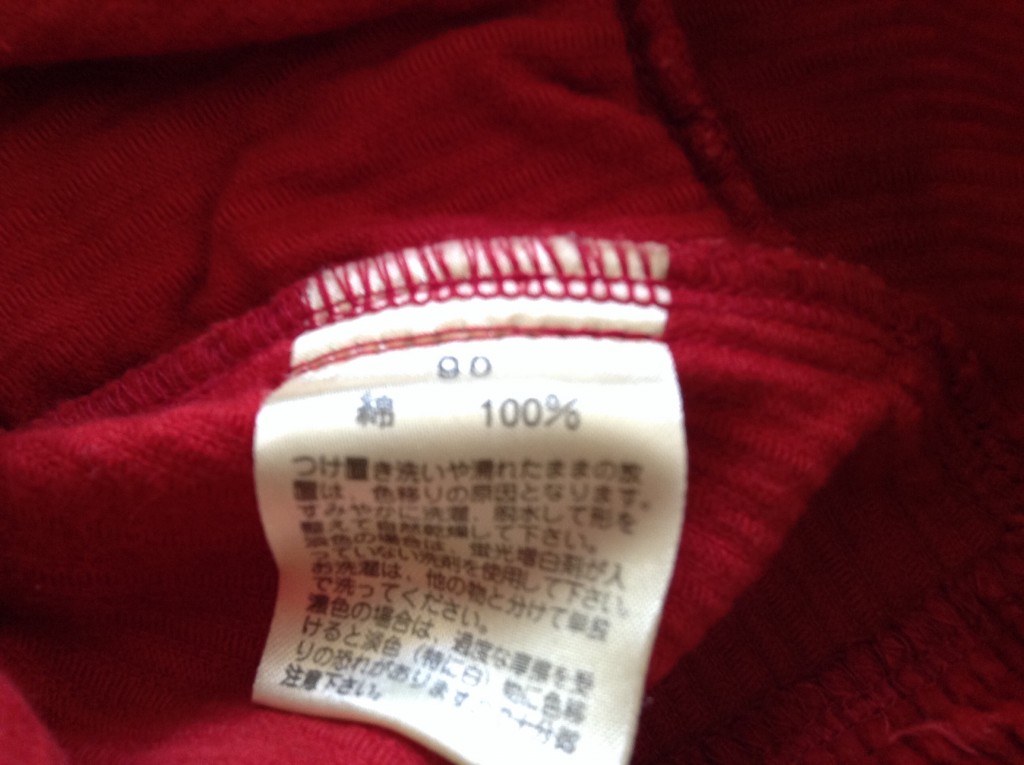 90
綿 100%
つけ置き洗いや濡れたままの放
置は、色移りの原因となります。
すみやかに洗濯、脱水して形を
整えて自然乾燥して下さい。
淡色の場合は、蛍光増白剤が入
っていない洗剤を使用して下さい。
お洗濯は、他の物と分けて単独
で洗ってください。
濃色の場合は、過度な摩擦を受
けると淡色(特に白)物に色移
りの恐れがあります
注意下さい。